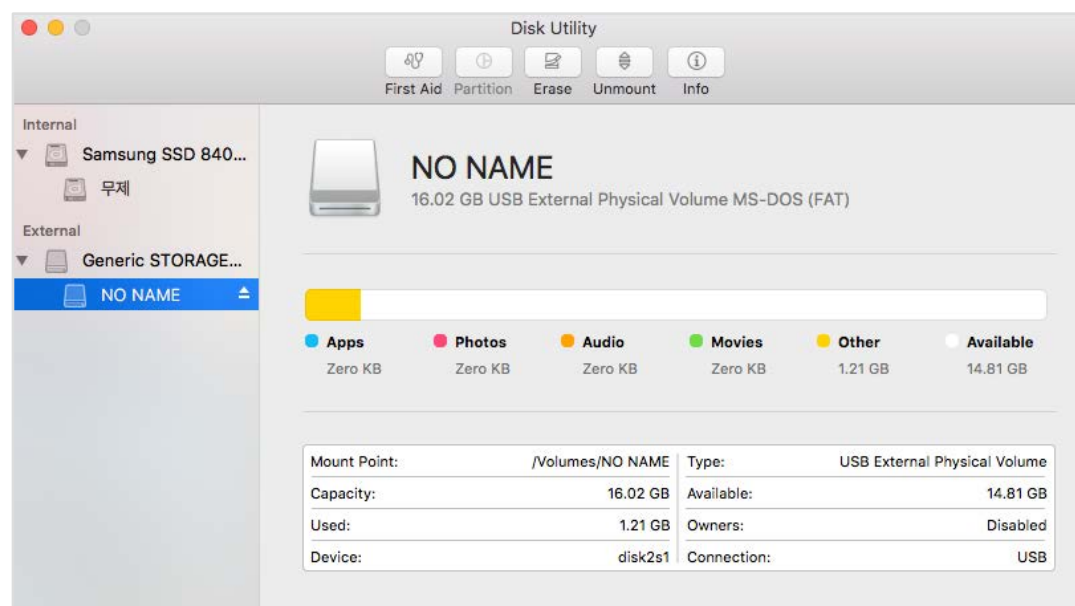 Disk Utility
First Aid Partition Erase Unmount Info
Internal
Samsung SSD 840...
무제
External
Generic STORAGE...
NO NAME
NO NAME
16.02 GB USB External Physical Volume MS-DOS (FAT)
Apps Photos Audio Movies Other Available
Zero KB Zero KB Zero KB Zero KB 1.21 GB 14.81 GB
Mount Point: /Volumes/NO NAME Type: USB External Physical Volume
Capacity: 16.02 GB Available: 14.81 GB
Used: 1.21 GB Owners: Disabled
Device: disk2s1 Connection: USB